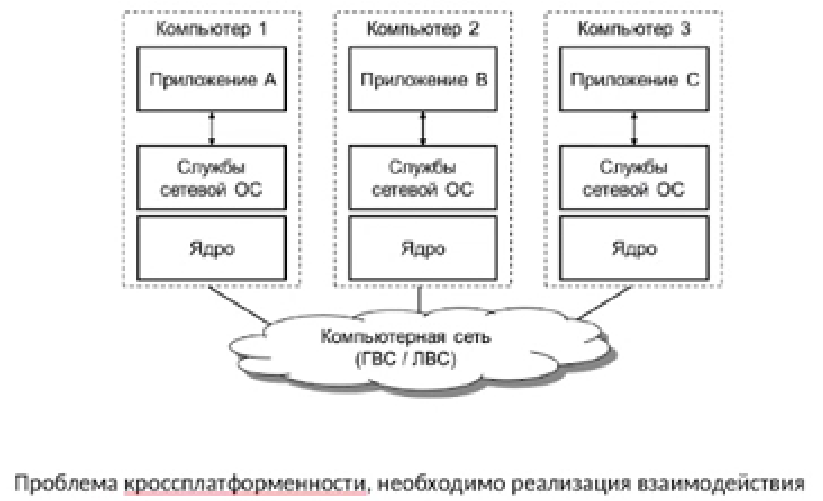 Компьютер 1
Компьютер 2
Компьютер 3
Приложение А
Приложение В
Приложение С
Службы
сетевой ОС
Службы
сетевой ОС
Службы
сетевой ОС
Ядро
Ядро
Ядро
Компьютерная сеть
(ГВС / ЛВС)
Проблема кроссплатформенности, необходимо реализация взаимодействия